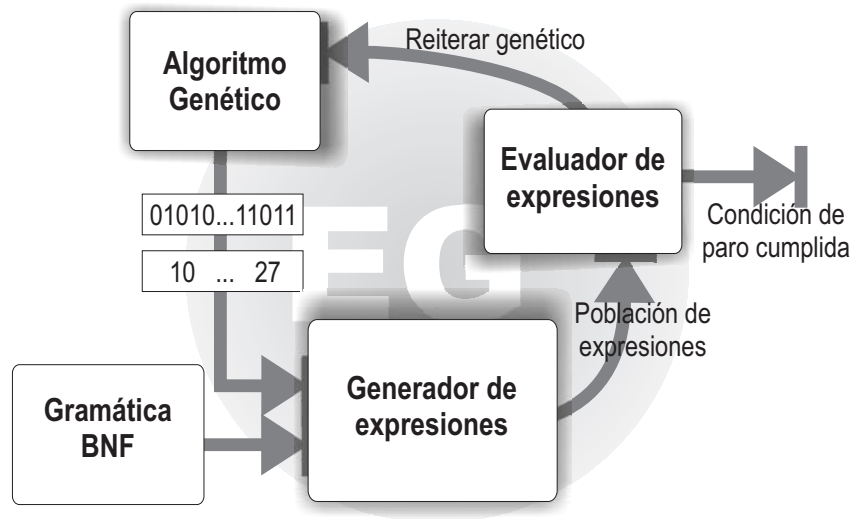 Algoritmo
Genético
Reiterar genético
Evaluador de
expresiones
Condición de
paro cumplida
01010...11011
10 ... 27
EG
Población de
expresiones
Generador de
expresiones
Gramática
BNF